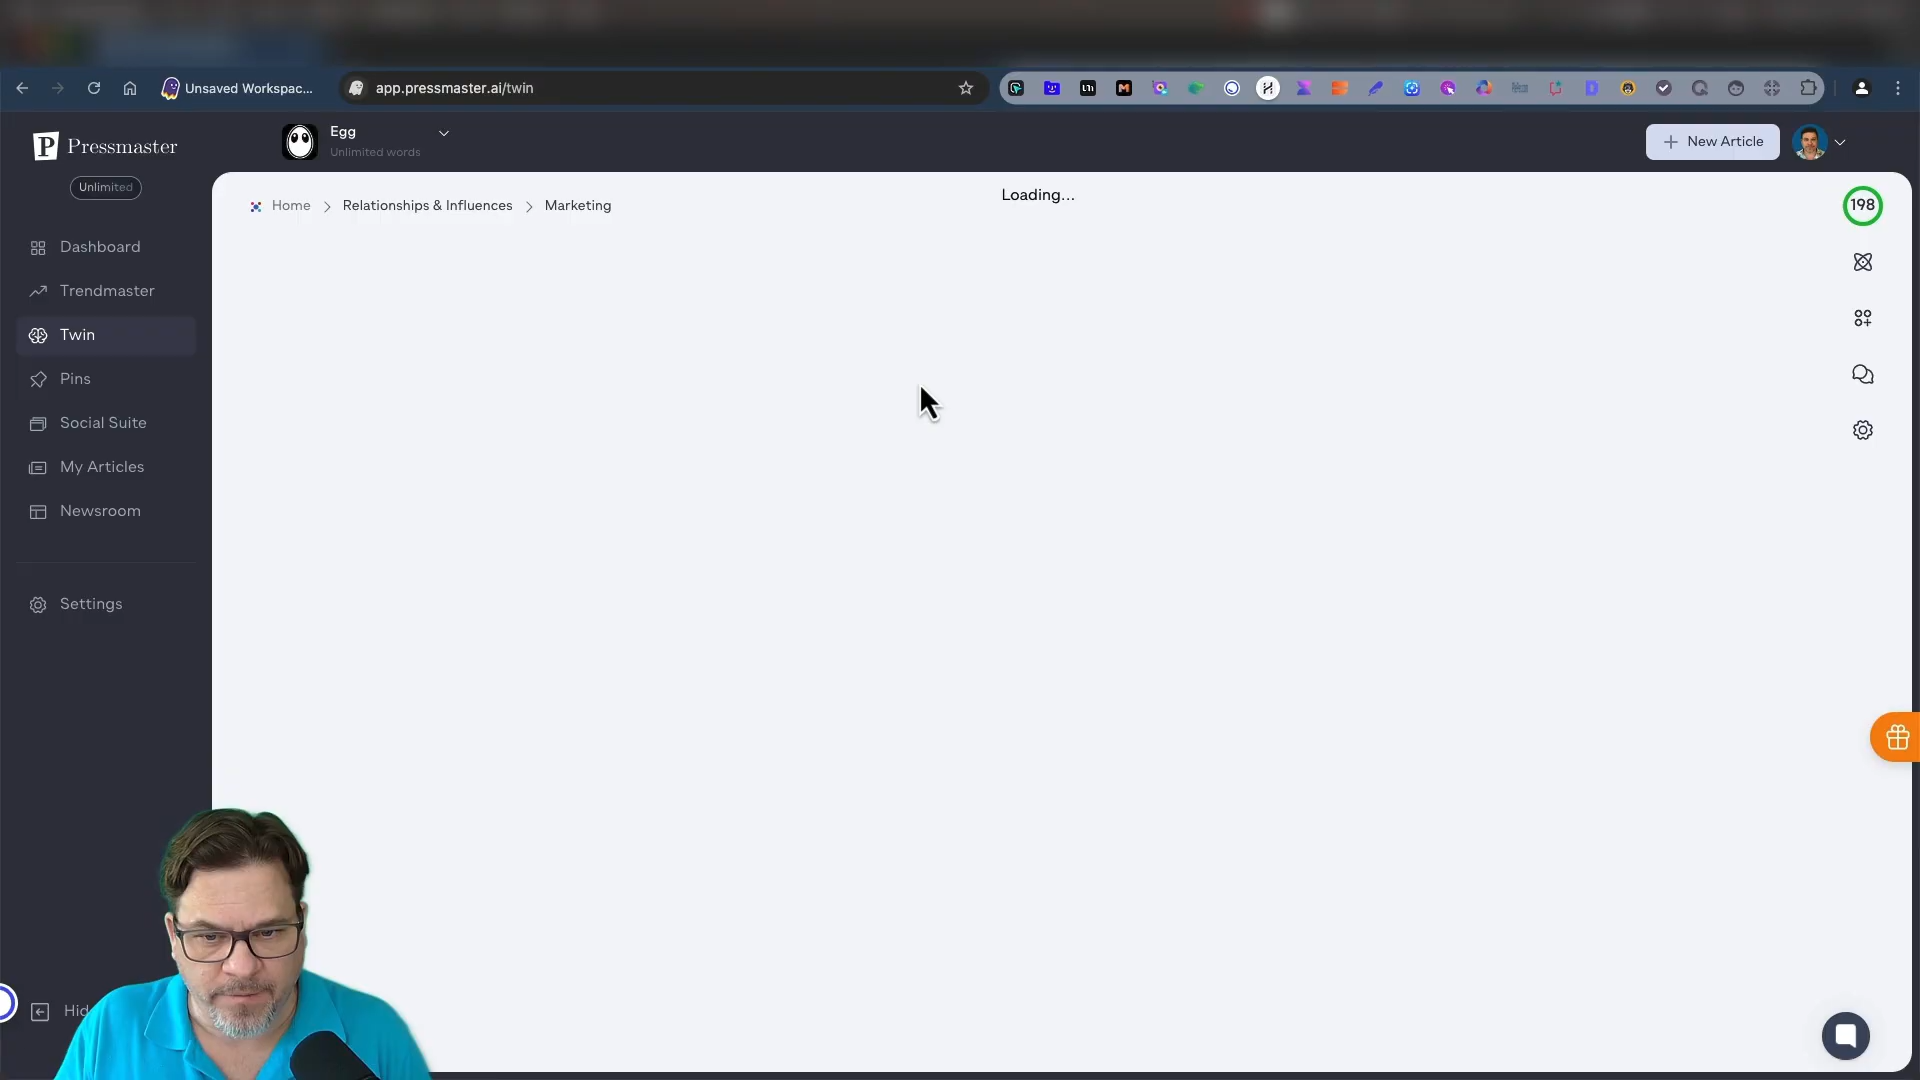 Unsaved Workspac...
app.pressmaster.ai/twin
P Pressmaster
Unlimited
Egg
Unlimited words
New Article
Home
Relationships & Influences
Marketing
Loading...
198
Dashboard
Trendmaster
Twin
Pins
Social Suite
My Articles
Newsroom
Settings
Hid